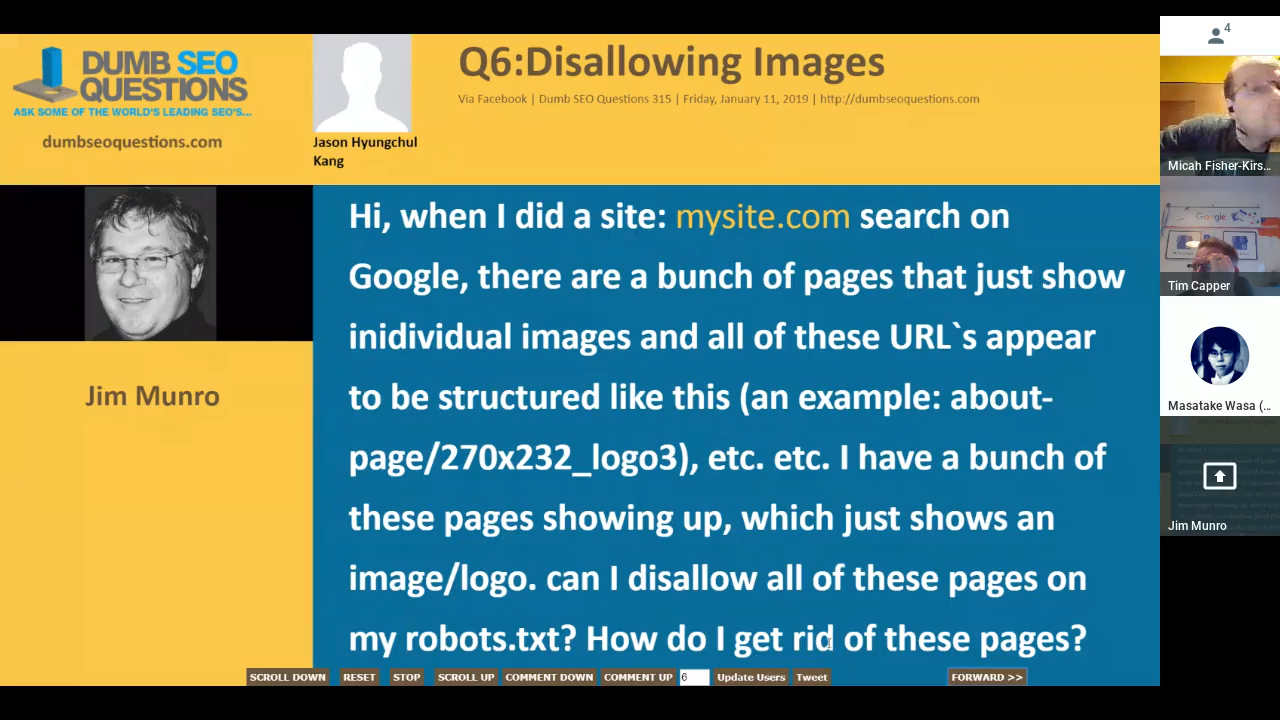 DUMB SEO
QUESTIONS
ASK SOME OF THE WORLD'S LEADING SEO'S...
dumbseoquestions.com
Jason Hyungchul
Kang
Q6:Disallowing Images
Via Facebook | Dumb SEO Questions 315 | Friday, January 11, 2019 | http://dumbseoquestions.com
Jim Munro
Hi, when I did a site: mysite.com search on
Google, there are a bunch of pages that just show
inidividual images and all of these URL`s appear
to be structured like this (an example: about-
page/270x232_logo3), etc. etc. I have a bunch of
these pages showing up, which just shows an
image/logo. can I disallow all of these pages on
my robots.txt? How do I get rid of these pages?
SCROLL DOWN RESET STOP SCROLL UP COMMENT DOWN COMMENT UP 6 Update Users Tweet FORWARD >>
4
Micah Fisher-Kirs...
Google
Tim Capper
Masatake Wasa (...
Jim Munro